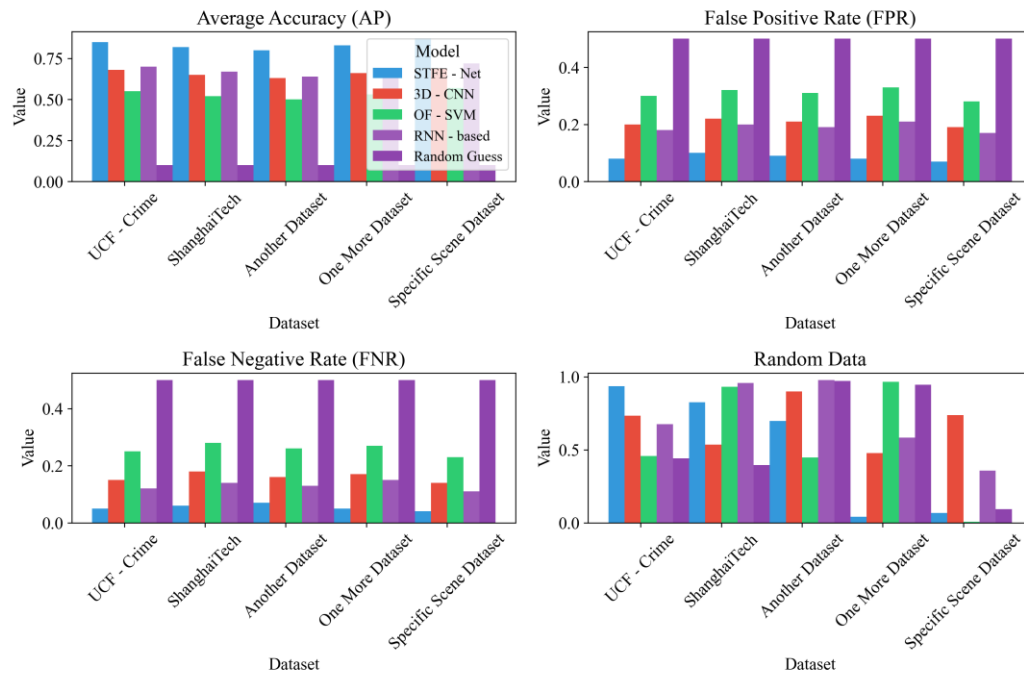 Average Accuracy (AP)
Value
0.75
0.50
0.25
0.00
Model
STFE - Net
3D - CNN
OF - SVM
RNN - based
Random Guess
UCF - Crime
ShanghaiTech
Another Dataset
One More Dataset
Specific Scene Dataset
Dataset
False Positive Rate (FPR)
Value
0.4
0.2
0.0
UCF - Crime
ShanghaiTech
Another Dataset
One More Dataset
Specific Scene Dataset
Dataset
False Negative Rate (FNR)
Value
0.4
0.2
0.0
UCF - Crime
ShanghaiTech
Another Dataset
One More Dataset
Specific Scene Dataset
Dataset
Random Data
Value
1.0
0.5
0.0
UCF - Crime
ShanghaiTech
Another Dataset
One More Dataset
Specific Scene Dataset
Dataset